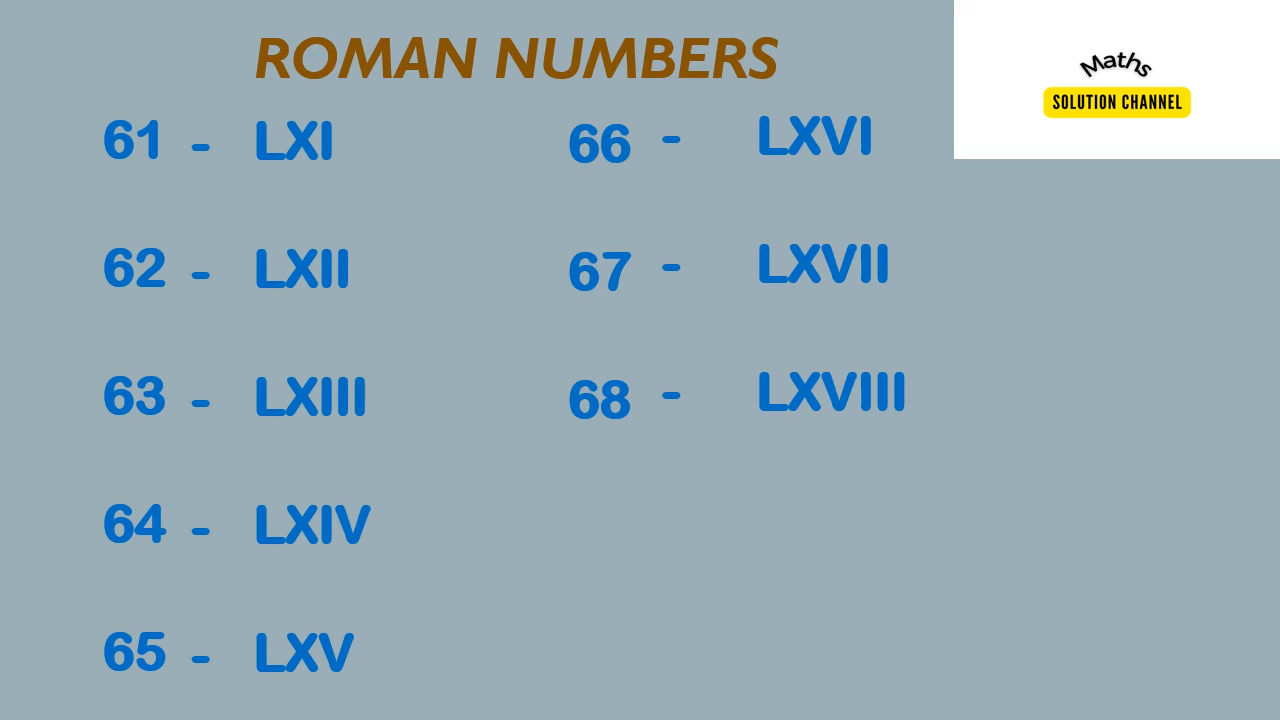 ROMAN NUMBERS
Maths
SOLUTION CHANNEL
61 - LXI
62 - LXII
63 - LXIII
64 - LXIV
65 - LXV
66 - LXVI
67 - LXVII
68 - LXVIII